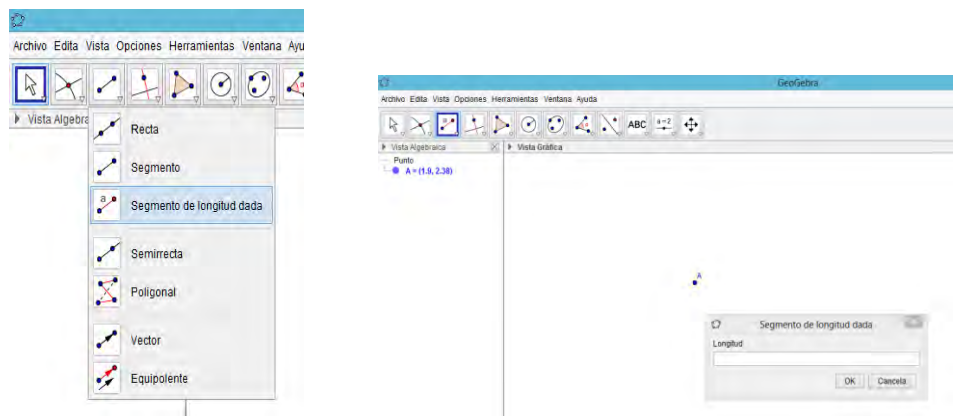 Archivo Edita Vista Opciones Herramientas Ventana Ayu
Vista Algebra
Recta
Segmento
a
Segmento de longitud dada
Semirrecta
Poligonal
Vector
Equipolente
GeoGebra
Archivo Edita Vista Opciones Herramientas Ventana Ayuda
ABC a=2
Vista Algebraica
Vista Gráfica
Punto
A = (1.9, 2.38)
A
Segmento de longitud dada
Longitud
OK Cancela